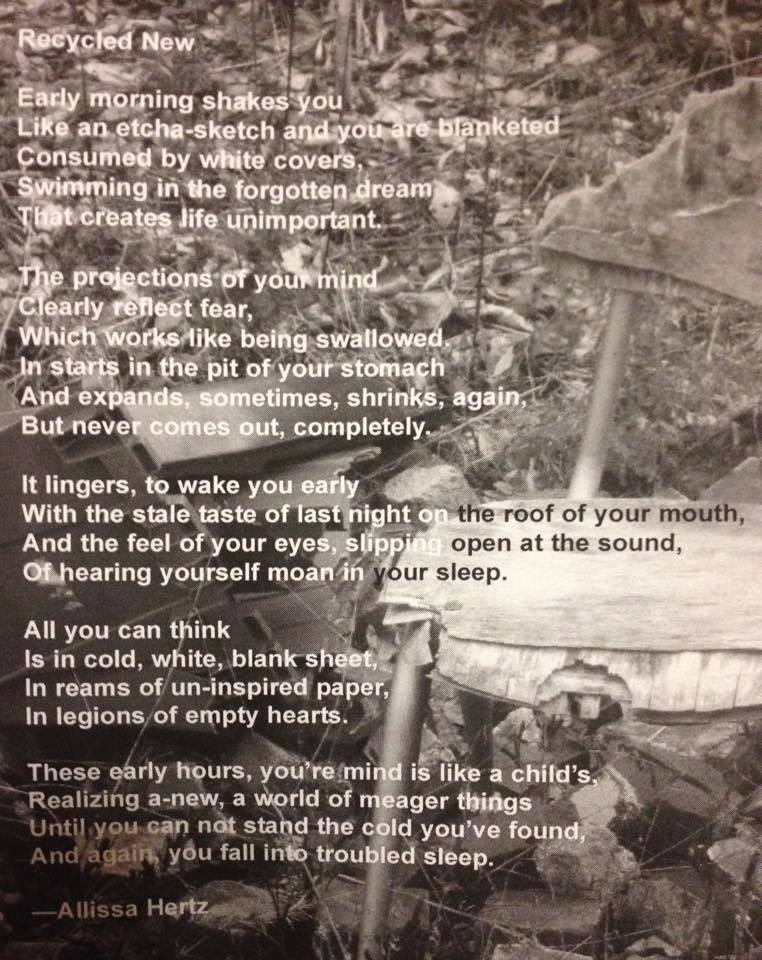 Recycled New
Early morning shakes you
Like an etcha-sketch and you are blanketed
Consumed by white covers,
Swimming in the forgotten dream
That creates life unimportant.
The projections of your mind
Clearly reflect fear,
Which works like being swallowed.
In starts in the pit of your stomach
And expands, sometimes, shrinks, again,
But never comes out, completely.
It lingers, to wake you early
With the stale taste of last night on the roof of your mouth,
And the feel of your eyes, slipping open at the sound,
Of hearing yourself moan in your sleep.
All you can think
Is in cold, white, blank sheet,
In reams of un-inspired paper,
In legions of empty hearts.
These early hours, you're mind is like a child's,
Realizing a-new, a world of meager things
Until you can not stand the cold you've found,
And again, you fall into troubled sleep.
—Allissa Hertz